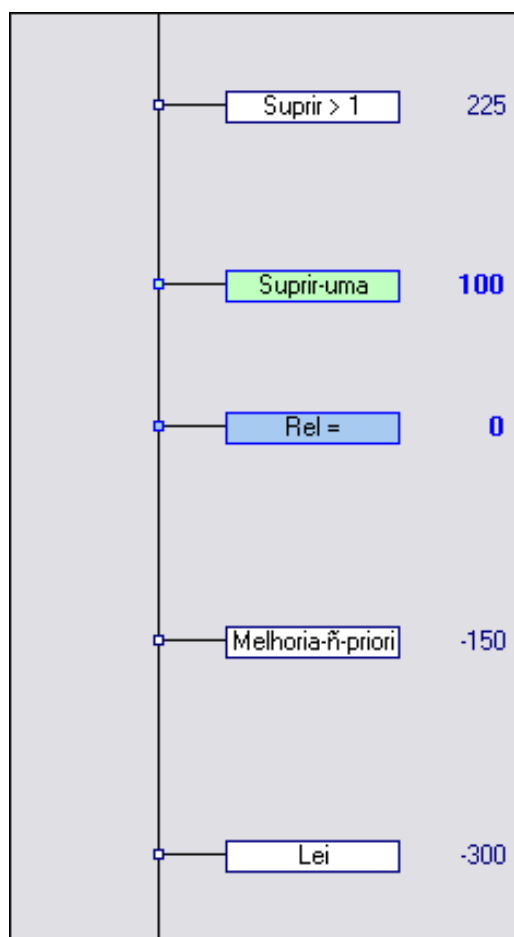 Suprir > 1 225
Suprir-uma 100
Rel = 0
Melhoria-ñ-priori -150
Lei -300